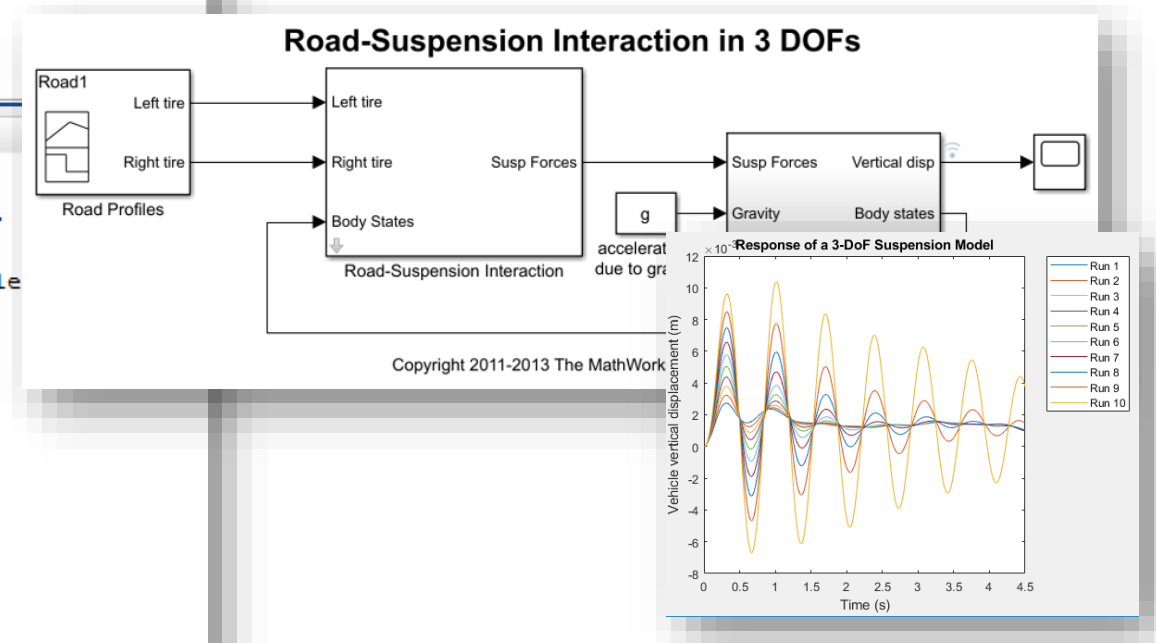 Road-Suspension Interaction in 3 DOFs
Road1
Left tire
Right tire
Road Profiles
Left tire
Right tire
Susp Forces
Body States
Road-Suspension Interaction
g
accelerat
due to gra
Susp Forces
Vertical disp
Gravity
Body states
Copyright 2011-2013 The MathWork
le
Response of a 3-DoF Suspension Model
× 10⁻³
12
10
8
6
4
2
0
-2
-4
-6
-8
Vehicle vertical displacement (m)
0 0.5 1 1.5 2 2.5 3 3.5 4 4.5
Time (s)
Run 1
Run 2
Run 3
Run 4
Run 5
Run 6
Run 7
Run 8
Run 9
Run 10